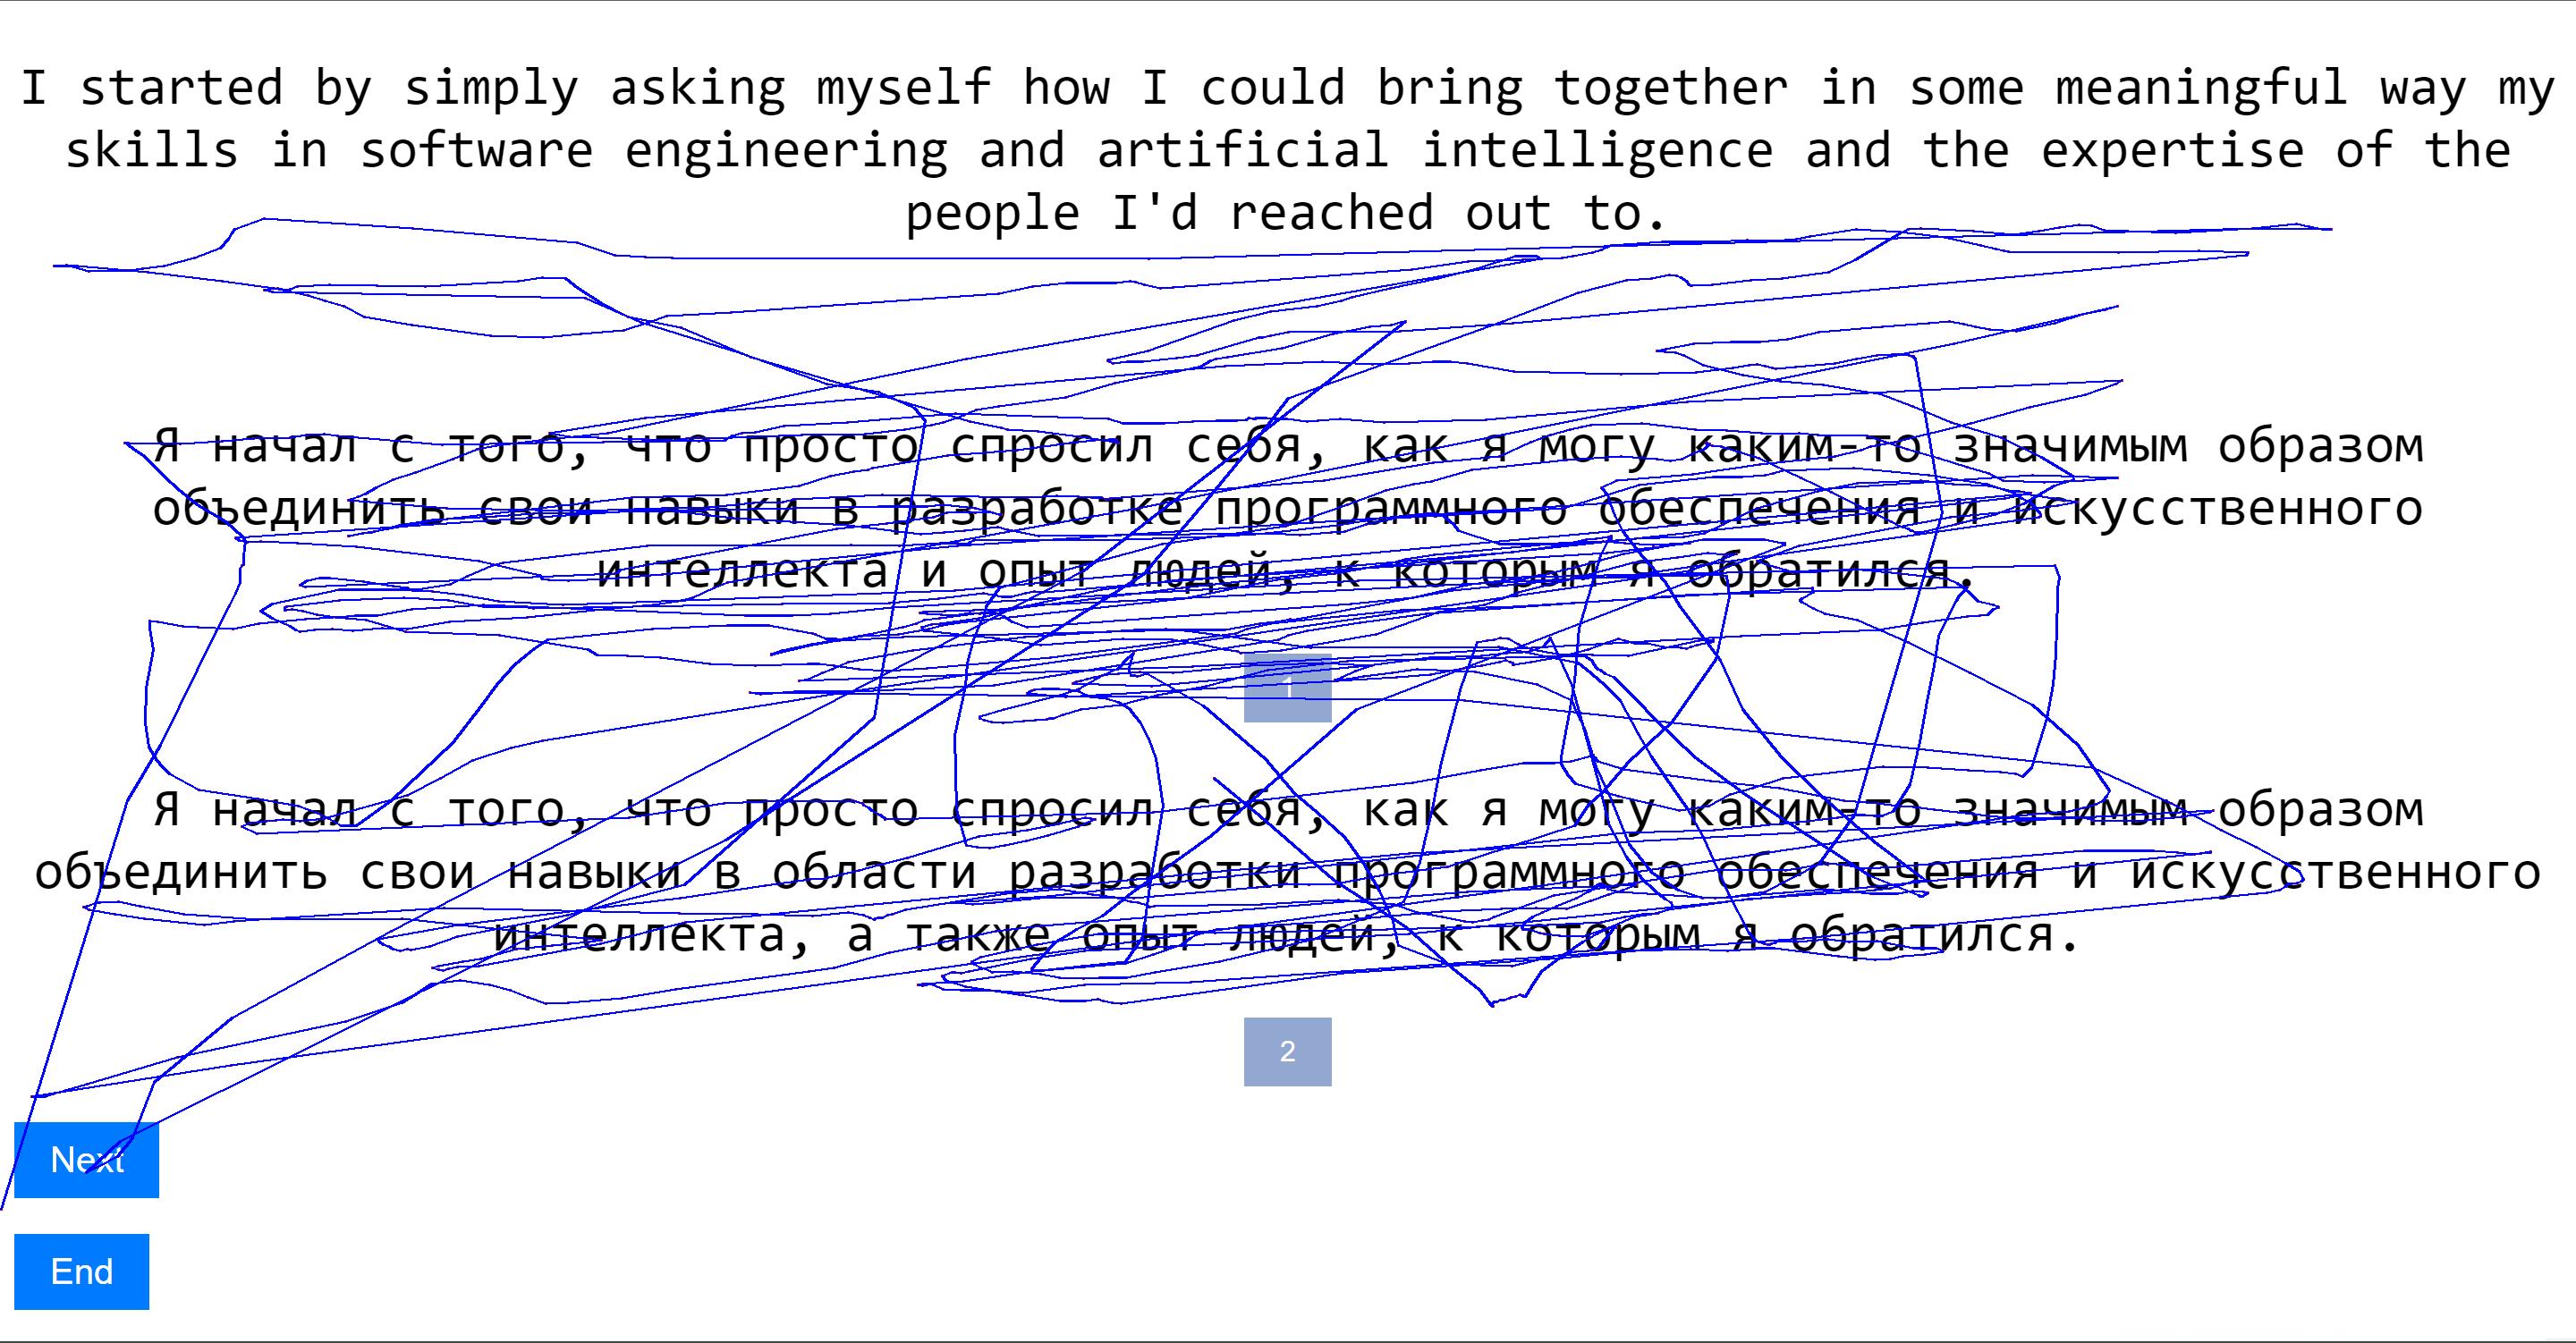 I started by simply asking myself how I could bring together in some meaningful way my
skills in software engineering and artificial intelligence and the expertise of the
people I'd reached out to.
Я начал с того, что просто спросил себя, как я могу каким-то значимым образом
объединить свои навыки в разработке программного обеспечения и искусственного
интеллекта и опыт людей, к которым я обратился.
1
Я начал с того, что просто спросил себя, как я могу каким-то значимым образом
объединить свои навыки в области разработки программного обеспечения и искусственного
интеллекта, а также опыт людей, к которым я обратился.
2
Next
End